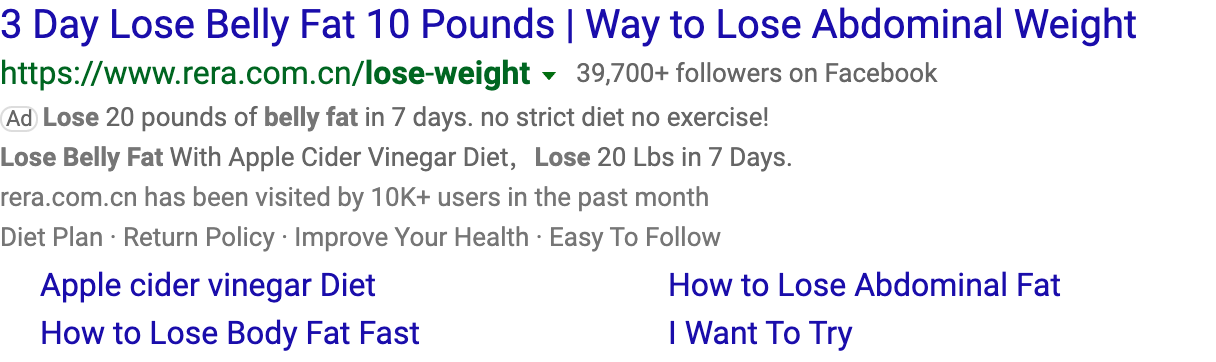 3 Day Lose Belly Fat 10 Pounds | Way to Lose Abdominal Weight
https://www.rera.com.cn/lose-weight 39,700+ followers on Facebook
Ad Lose 20 pounds of belly fat in 7 days. no strict diet no exercise!
Lose Belly Fat With Apple Cider Vinegar Diet， Lose 20 Lbs in 7 Days.
rera.com.cn has been visited by 10K+ users in the past month
Diet Plan · Return Policy · Improve Your Health · Easy To Follow
Apple cider vinegar Diet How to Lose Abdominal Fat
How to Lose Body Fat Fast I Want To Try